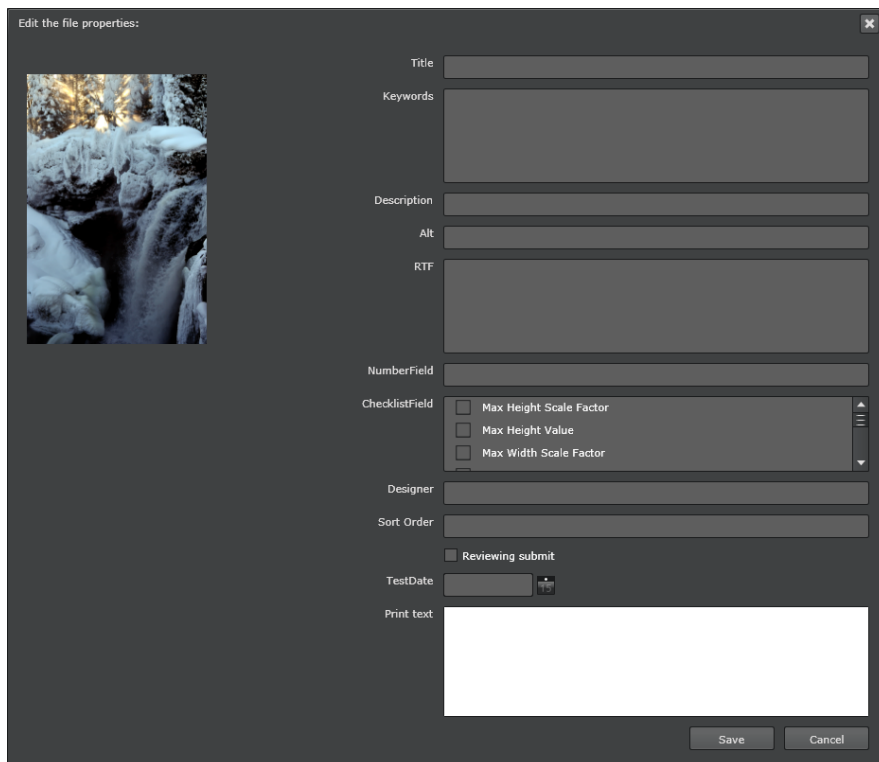 Edit the file properties:
Title
Keywords
Description
Alt
RTF
NumberField
ChecklistField
Max Height Scale Factor
Max Height Value
Max Width Scale Factor
Designer
Sort Order
Reviewing submit
TestDate
15
Print text
Save
Cancel